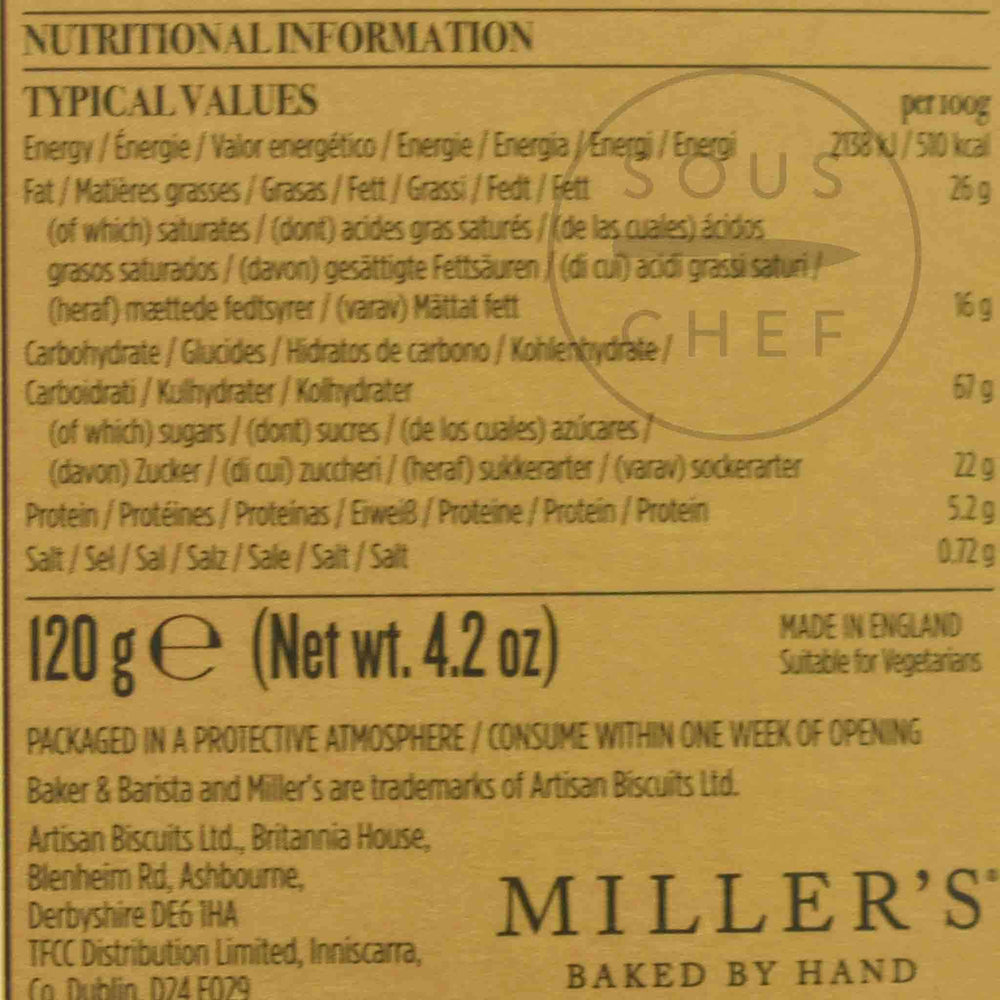 NUTRITIONAL INFORMATION
TYPICAL VALUES per 100g
Energy / Énergie / Valor energético / Energie / Energia / Energi / Energi 2138 kJ / 510 kcal
Fat / Matières grasses / Grasas / Fett / Grassi / Fedt / Fett 26 g
(of which) saturates / (dont) acides gras saturés / (de las cuales) ácidos
grasos saturados / (davon) gesättigte Fettsäuren / (di cui) acidi grassi saturi /
(heraf) mættede fedtsyrer / (varav) Mättat fett 16 g
Carbohydrate / Glucides / Hidratos de carbono / Kohlenhydrate /
Carboidrati / Kulhydrater / Kolhydrater 67 g
(of which) sugars / (dont) sucres / (de los cuales) azúcares /
(davon) Zucker / (di cui) zuccheri / (heraf) sukkerarter / (varav) sockerarter 22 g
Protein / Protéines / Proteinas / Eiweiß / Proteine / Protein / Protein 5.2 g
Salt / Sel / Sal / Salz / Sale / Salt / Salt 0.72 g
SOUS
CHEF
120 g ℮ (Net wt. 4.2 oz)
MADE IN ENGLAND
Suitable for Vegetarians
PACKAGED IN A PROTECTIVE ATMOSPHERE / CONSUME WITHIN ONE WEEK OF OPENING
Baker & Barista and Miller's are trademarks of Artisan Biscuits Ltd.
Artisan Biscuits Ltd., Britannia House,
Blenheim Rd, Ashbourne,
Derbyshire DE6 1HA
TFCC Distribution Limited, Inniscarra,
Co. Dublin, D24 E029
MILLER'S®
BAKED BY HAND